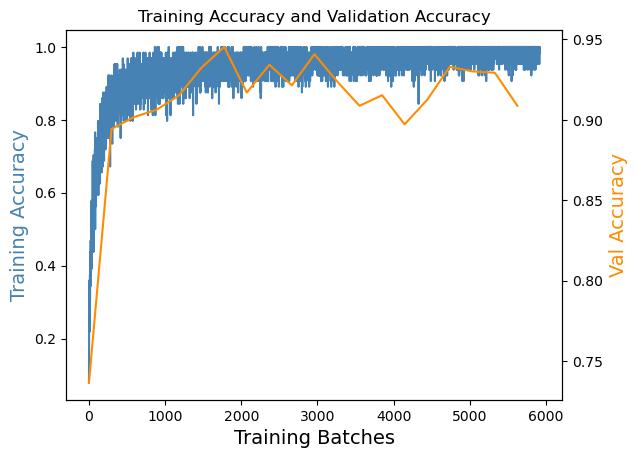 Training Accuracy and Validation Accuracy
1.0
0.8
0.6
0.4
0.2
Training Accuracy
0.95
0.90
0.85
0.80
0.75
Val Accuracy
0 1000 2000 3000 4000 5000 6000
Training Batches